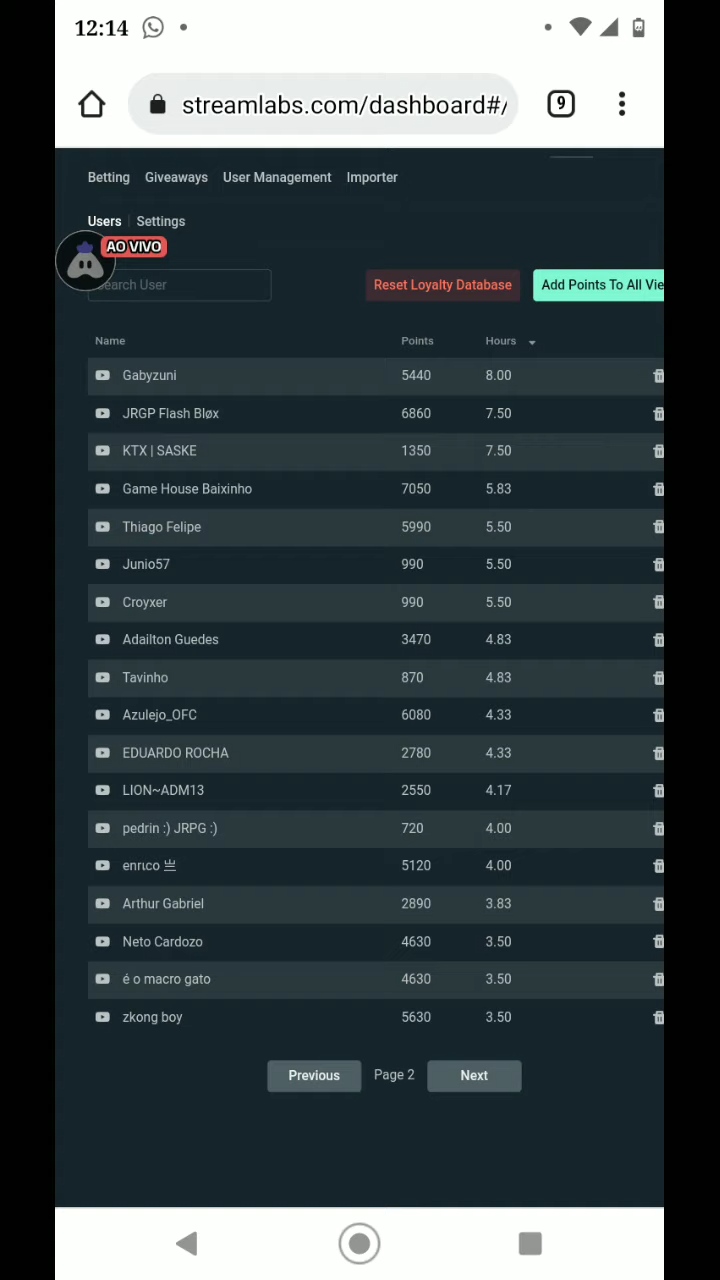 12:14
streamlabs.com/dashboard#/
9
Betting Giveaways User Management Importer
Users | Settings
AO VIVO
Search User Reset Loyalty Database Add Points To All Vie
Name Points Hours
Gabyzuni 5440 8.00
JRGP Flash Bløx 6860 7.50
KTX | SASKE 1350 7.50
Game House Baixinho 7050 5.83
Thiago Felipe 5990 5.50
Junio57 990 5.50
Croyxer 990 5.50
Adailton Guedes 3470 4.83
Tavinho 870 4.83
Azulejo_OFC 6080 4.33
EDUARDO ROCHA 2780 4.33
LION~ADM13 2550 4.17
pedrin :) JRPG :) 720 4.00
enrıco 5120 4.00
Arthur Gabriel 2890 3.83
Neto Cardozo 4630 3.50
é o macro gato 4630 3.50
zkong boy 5630 3.50
Previous Page 2 Next